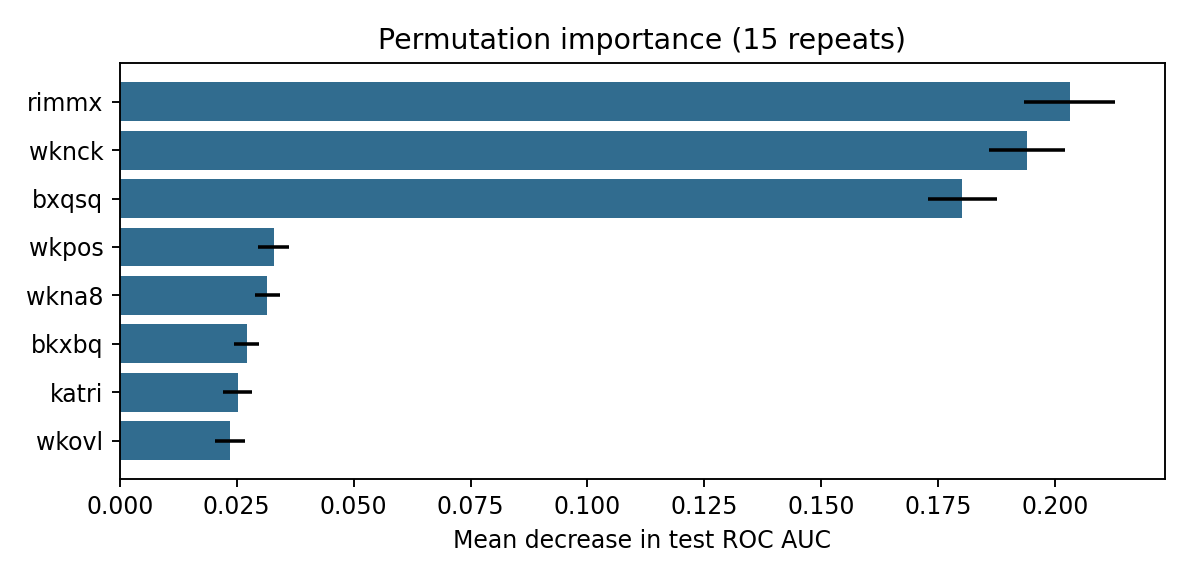 Permutation importance (15 repeats)
rimmx
wknck
bxqsq
wkpos
wkna8
bkxbq
katri
wkovl
0.000 0.025 0.050 0.075 0.100 0.125 0.150 0.175 0.200
Mean decrease in test ROC AUC